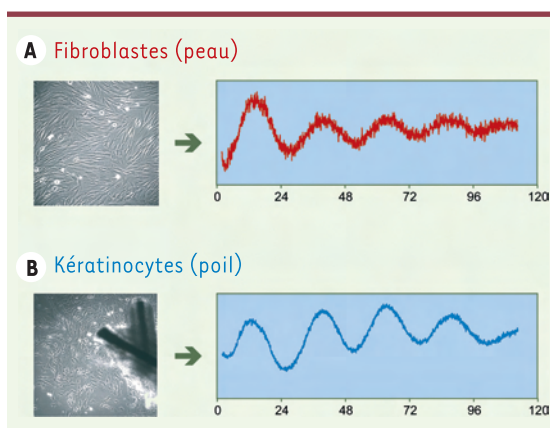 A Fibroblastes (peau)
0 24 48 72 96 120
B Kératinocytes (poil)
0 24 48 72 96 120